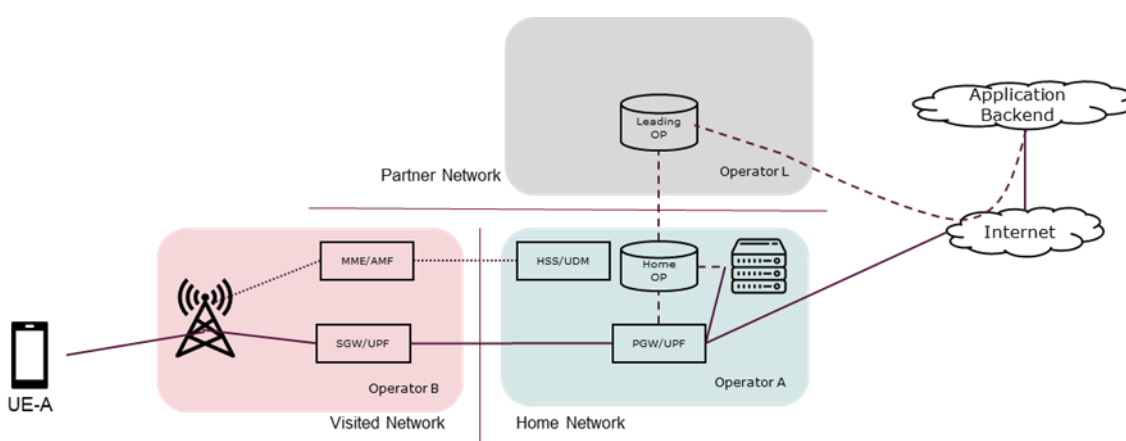 Application
Backend
Leading
OP
Operator L
Partner Network
Internet
MME/AMF
HSS/UDM
Home
OP
SGW/UPF
PGW/UPF
Operator B
Operator A
UE-A
Visited Network
Home Network